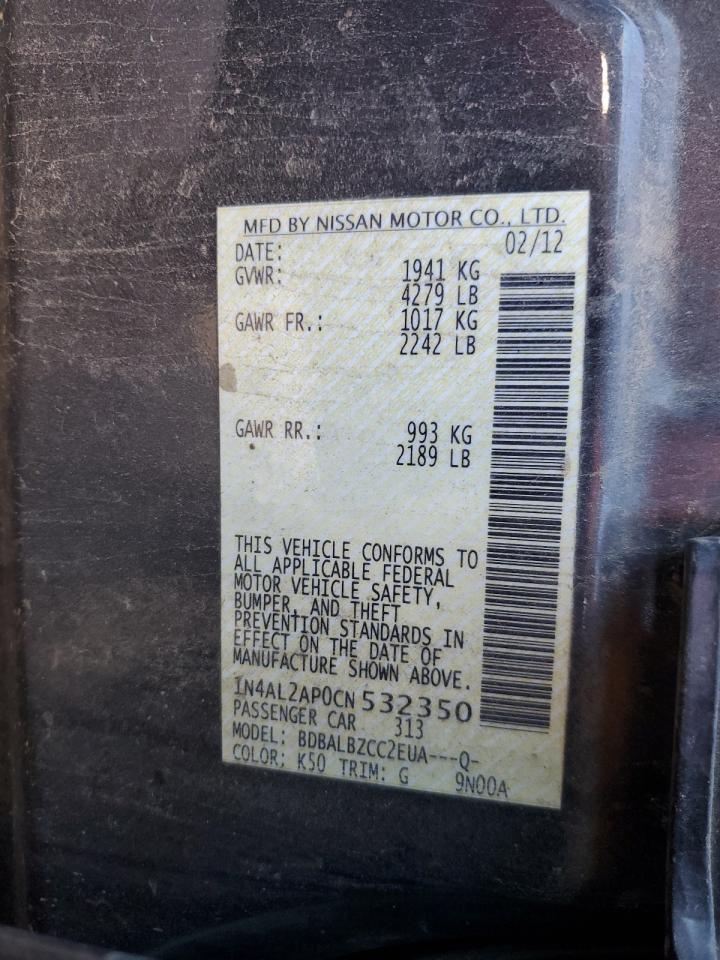 MFD BY NISSAN MOTOR CO., LTD.
DATE: 02/12
GVWR: 1941 KG
4279 LB
GAWR FR.: 1017 KG
2242 LB
GAWR RR.: 993 KG
2189 LB
THIS VEHICLE CONFORMS TO
ALL APPLICABLE FEDERAL
MOTOR VEHICLE SAFETY,
BUMPER, AND THEFT
PREVENTION STANDARDS IN
EFFECT ON THE DATE OF
MANUFACTURE SHOWN ABOVE.
1N4AL2AP0CN 532350
PASSENGER CAR 313
MODEL: BDBALBZCC2EUA---Q-
COLOR: K50 TRIM: G 9N00A